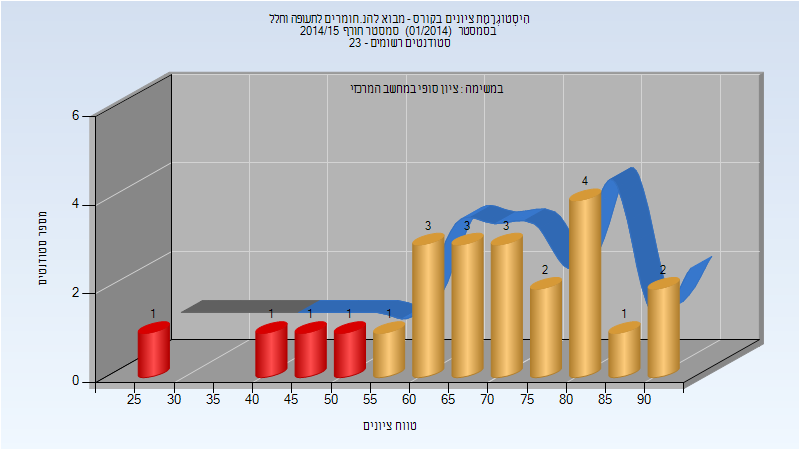 היסטוגרמת ציונים בקורס - מבוא להנ. חומרים לתעופה וחלל
בסמסטר (01/2014) סמסטר חורף 2014/15
סטודנטים רשומים - 23
במשימה : ציון סופי במחשב המרכזי
מספר סטודנטים
6
4
2
0
1 1 1 1 1 3 3 3 2 4 1 2
25 30 35 40 45 50 55 60 65 70 75 80 85 90
טווח ציונים